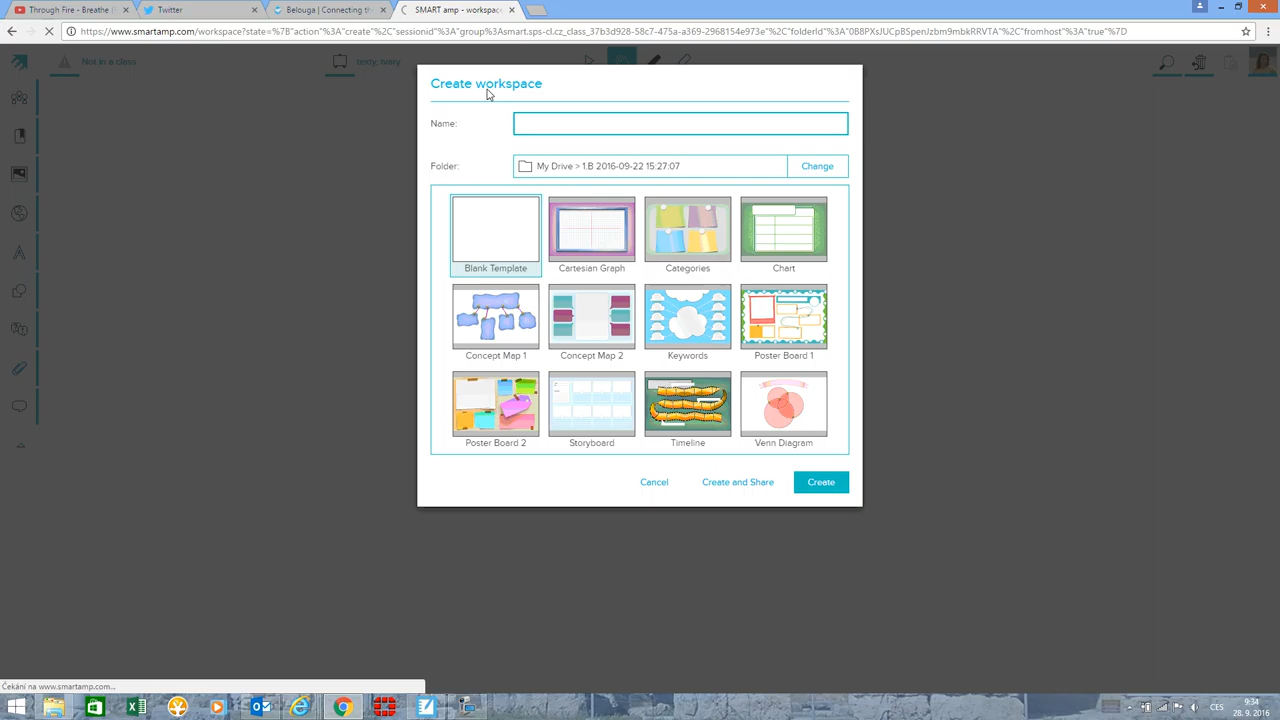 Through Fire - Breathe (
Twitter
Belouga | Connecting the
SMART amp - workspac
https://www.smartamp.com/workspace?state=%7B"action"%3A"create"%2C"sessionid"%3A"group%3Asmart.sps-cl.cz_class_37b3d928-58c7-475a-a369-2968154e973e"%2C"folderId"%3A"0B8PXsJUCpBSpenJzbm9mbkRRVTA"%2C"fromhost"%3A"true"%7D
Not in a class
texty, tvary,
Create workspace
Name:
Folder:
My Drive > 1.B 2016-09-22 15:27:07
Change
Blank Template
Cartesian Graph
Categories
Chart
Concept Map 1
Concept Map 2
Keywords
Poster Board 1
Poster Board 2
Storyboard
Timeline
Venn Diagram
Cancel
Create and Share
Create
Čekání na www.smartamp.com...
CES
9:34
28. 9. 2016